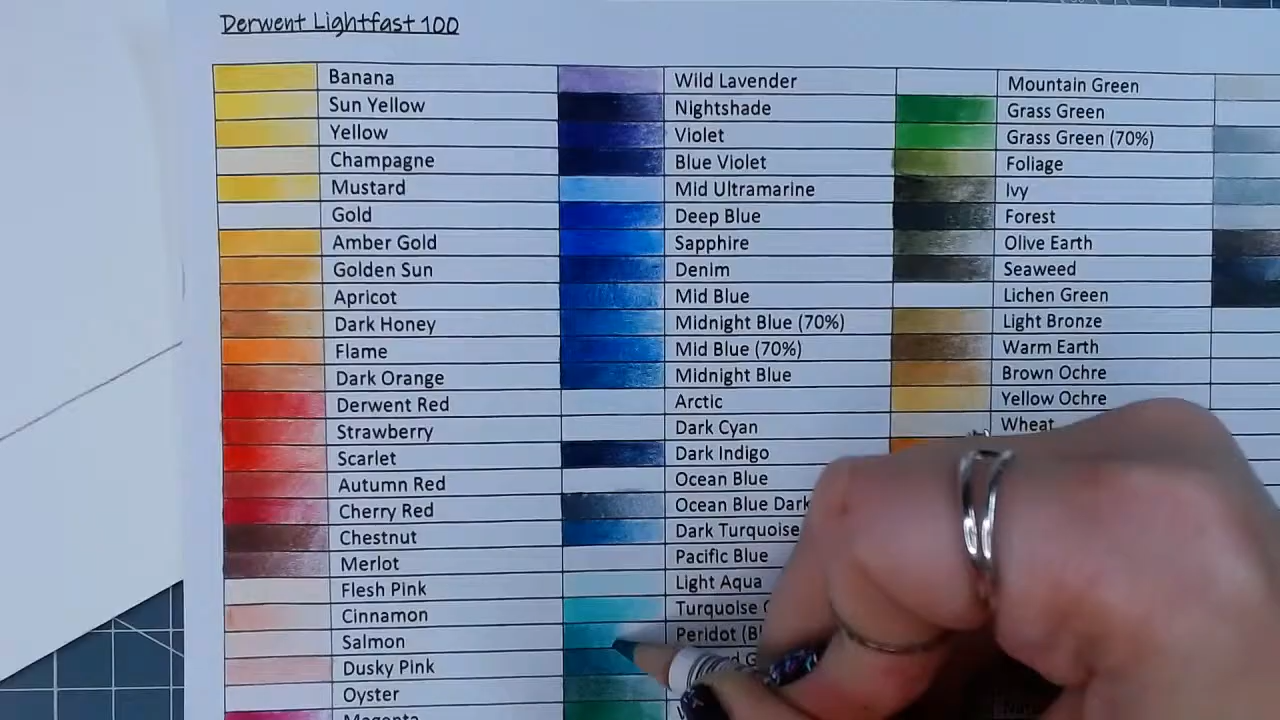 Derwent Lightfast 100
Banana
Sun Yellow
Yellow
Champagne
Mustard
Gold
Amber Gold
Golden Sun
Apricot
Dark Honey
Flame
Dark Orange
Derwent Red
Strawberry
Scarlet
Autumn Red
Cherry Red
Chestnut
Merlot
Flesh Pink
Cinnamon
Salmon
Dusky Pink
Oyster
Magenta
Wild Lavender
Nightshade
Violet
Blue Violet
Mid Ultramarine
Deep Blue
Sapphire
Denim
Mid Blue
Midnight Blue (70%)
Mid Blue (70%)
Midnight Blue
Arctic
Dark Cyan
Dark Indigo
Ocean Blue
Ocean Blue Dark
Dark Turquoise
Pacific Blue
Light Aqua
Turquoise
Peridot
Mountain Green
Grass Green
Grass Green (70%)
Foliage
Ivy
Forest
Olive Earth
Seaweed
Lichen Green
Light Bronze
Warm Earth
Brown Ochre
Yellow Ochre
Wheat